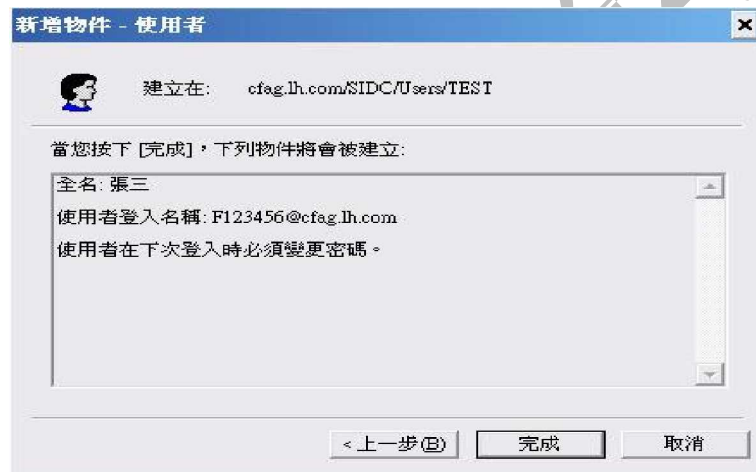 新增物件 - 使用者
建立在: cfag.lh.com/SIDC/Users/TEST
當您按下 [完成],下列物件將會被建立:
全名: 張三
使用者登入名稱: F123456@cfag.lh.com
使用者在下次登入時必須變更密碼。
<上一步(B) 完成 取消